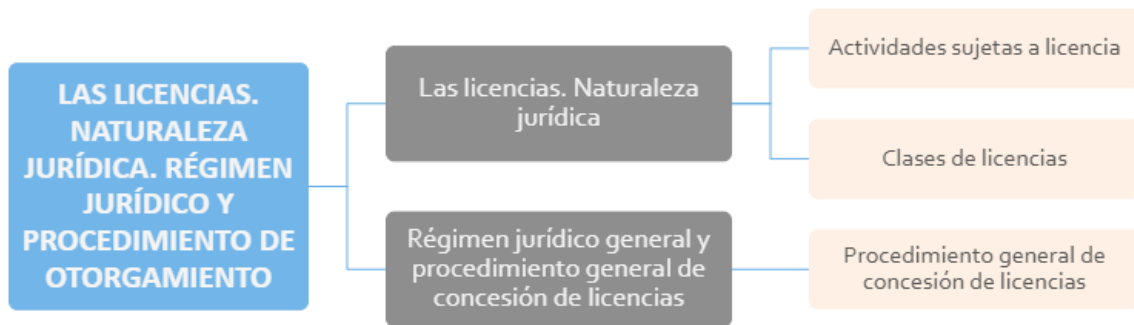 LAS LICENCIAS.
NATURALEZA
JURÍDICA. RÉGIMEN
JURÍDICO Y
PROCEDIMIENTO DE
OTORGAMIENTO
Las licencias. Naturaleza
jurídica
Actividades sujetas a licencia
Clases de licencias
Régimen jurídico general y
procedimiento general de
concesión de licencias
Procedimiento general de
concesión de licencias